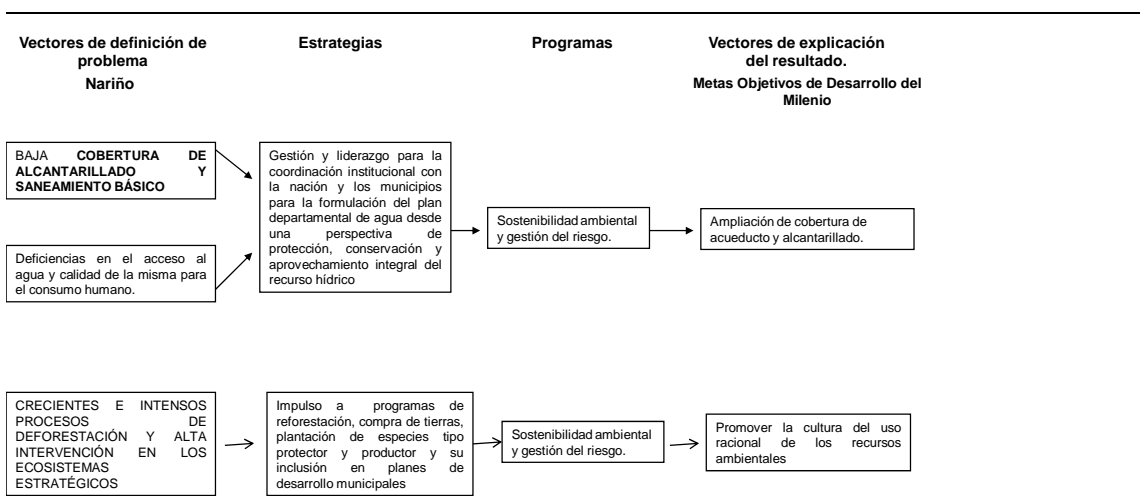 Vectores de definición de
problema
Nariño
Estrategias
Programas
Vectores de explicación
del resultado.
Metas Objetivos de Desarrollo del
Milenio
BAJA COBERTURA DE
ALCANTARILLADO Y
SANEAMIENTO BÁSICO
Deficiencias en el acceso al
agua y calidad de la misma para
el consumo humano.
Gestión y liderazgo para la
coordinación institucional con
la nación y los municipios
para la formulación del plan
departamental de agua desde
una perspectiva de
protección, conservación y
aprovechamiento integral del
recurso hídrico
Sostenibilidad ambiental
y gestión del riesgo.
Ampliación de cobertura de
acueducto y alcantarillado.
CRECIENTES E INTENSOS
PROCESOS DE
DEFORESTACIÓN Y ALTA
INTERVENCIÓN EN LOS
ECOSISTEMAS
ESTRATÉGICOS
Impulso a programas de
reforestación, compra de tierras,
plantación de especies tipo
protector y productor y su
inclusión en planes de
desarrollo municipales
Sostenibilidad ambiental
y gestión del riesgo.
Promover la cultura del uso
racional de los recursos
ambientales